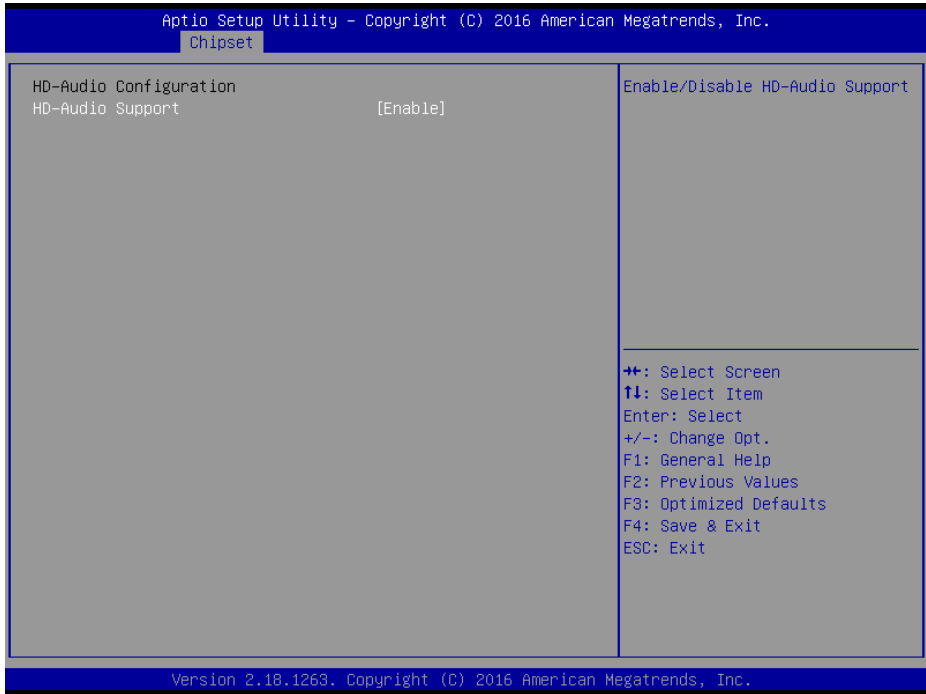 Aptio Setup Utility – Copyright (C) 2016 American Megatrends, Inc.
Chipset
HD-Audio Configuration
HD-Audio Support [Enable]
Enable/Disable HD-Audio Support
→←: Select Screen
↑↓: Select Item
Enter: Select
+/-: Change Opt.
F1: General Help
F2: Previous Values
F3: Optimized Defaults
F4: Save & Exit
ESC: Exit
Version 2.18.1263. Copyright (C) 2016 American Megatrends, Inc.